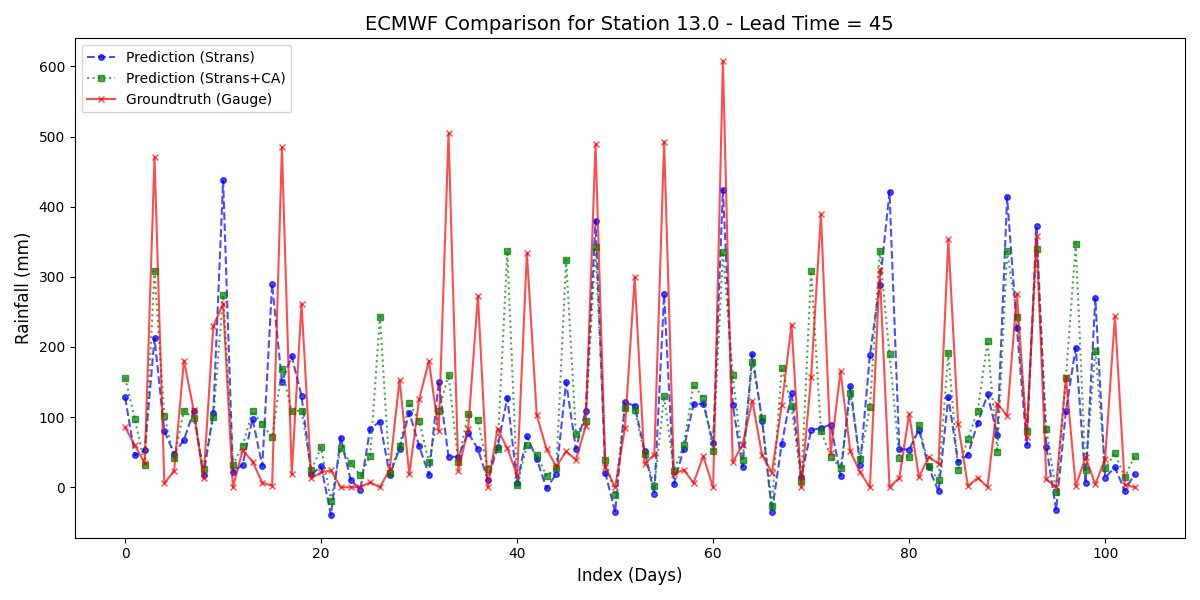 ECMWF Comparison for Station 13.0 - Lead Time = 45
Prediction (Strans)
Prediction (Strans+CA)
Groundtruth (Gauge)
Rainfall (mm)
600
500
400
300
200
100
0
0 20 40 60 80 100
Index (Days)